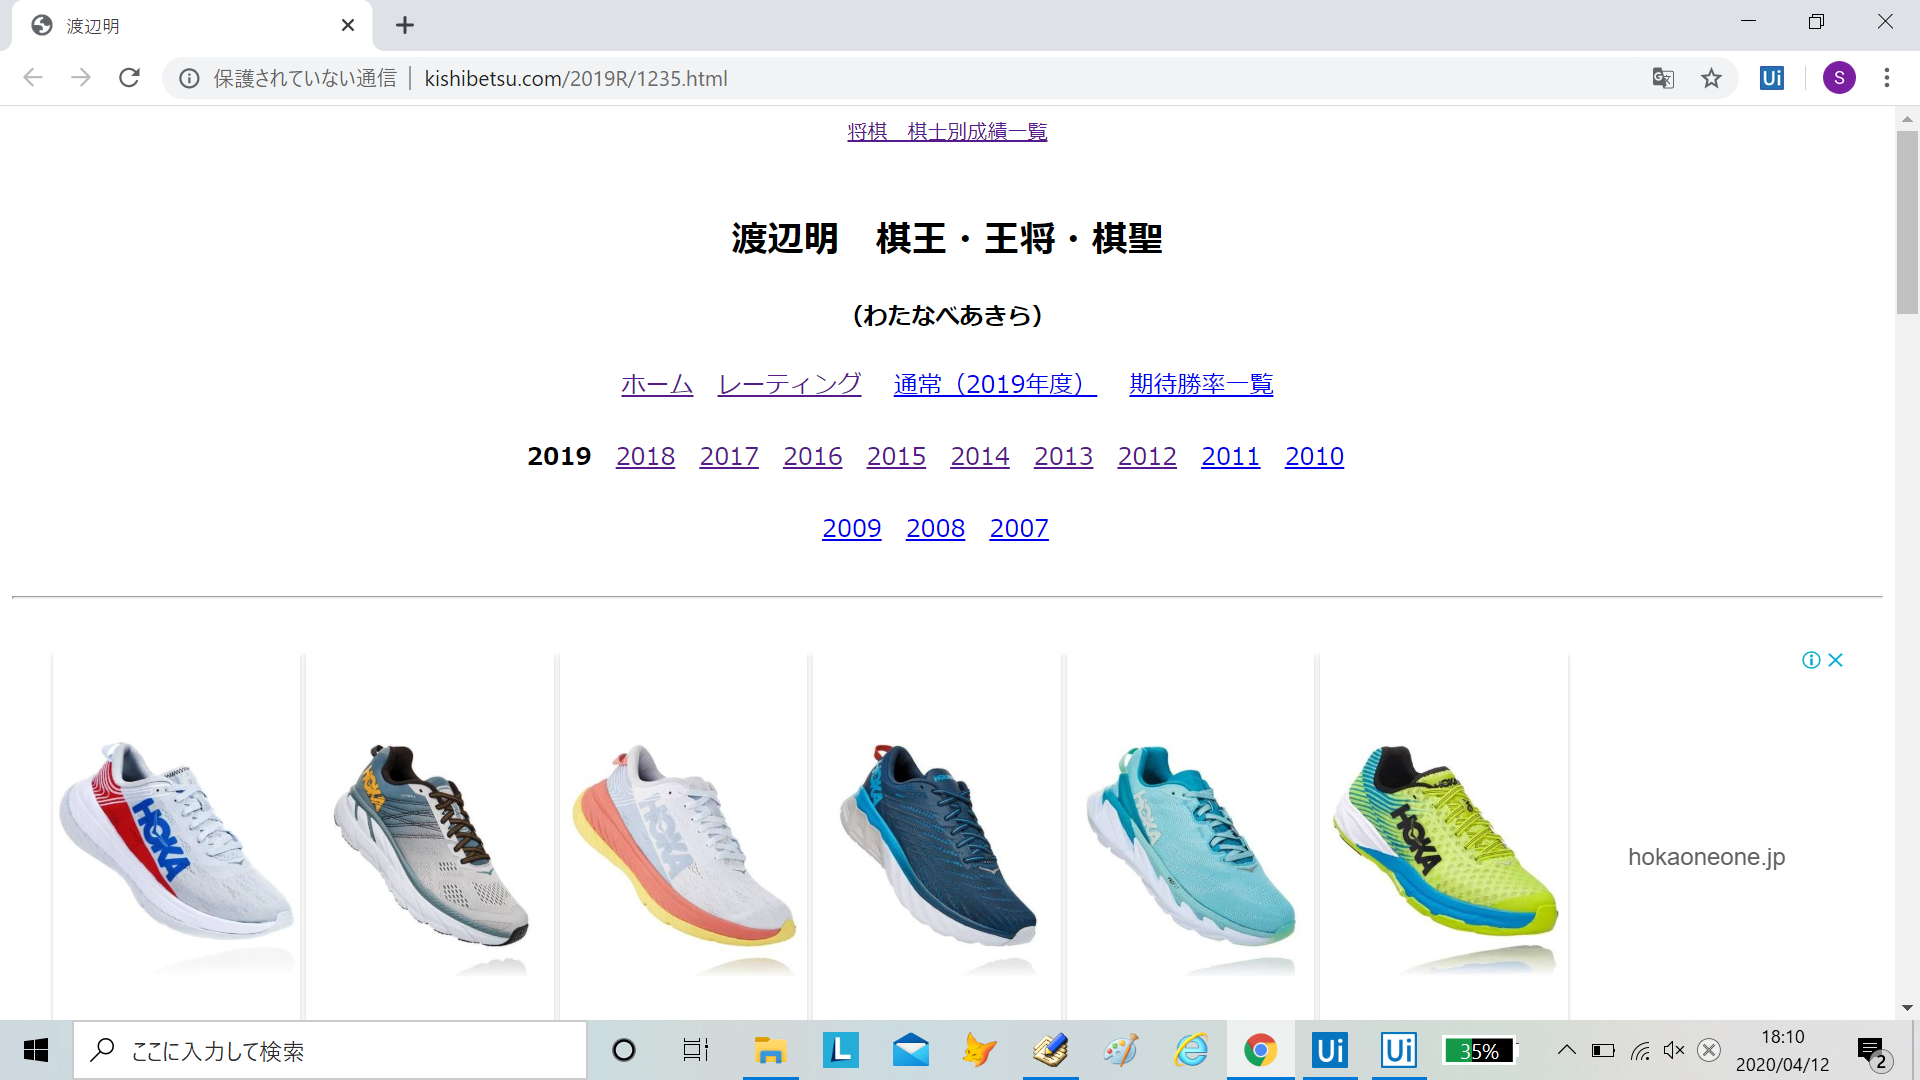 渡辺明
保護されていない通信 | kishibetsu.com/2019R/1235.html
Ui
S
将棋　棋士別成績一覧
渡辺明　棋王・王将・棋聖
（わたなべあきら）
ホーム　レーティング　通常（2019年度）　期待勝率一覧
2019 2018 2017 2016 2015 2014 2013 2012 2011 2010
2009 2008 2007
HOKA
HOKA
HOKA
HOKA
HOKA
HOKA
hokaoneone.jp
ここに入力して検索
L
Ui
Ui
35%
18:10
2020/04/12
2